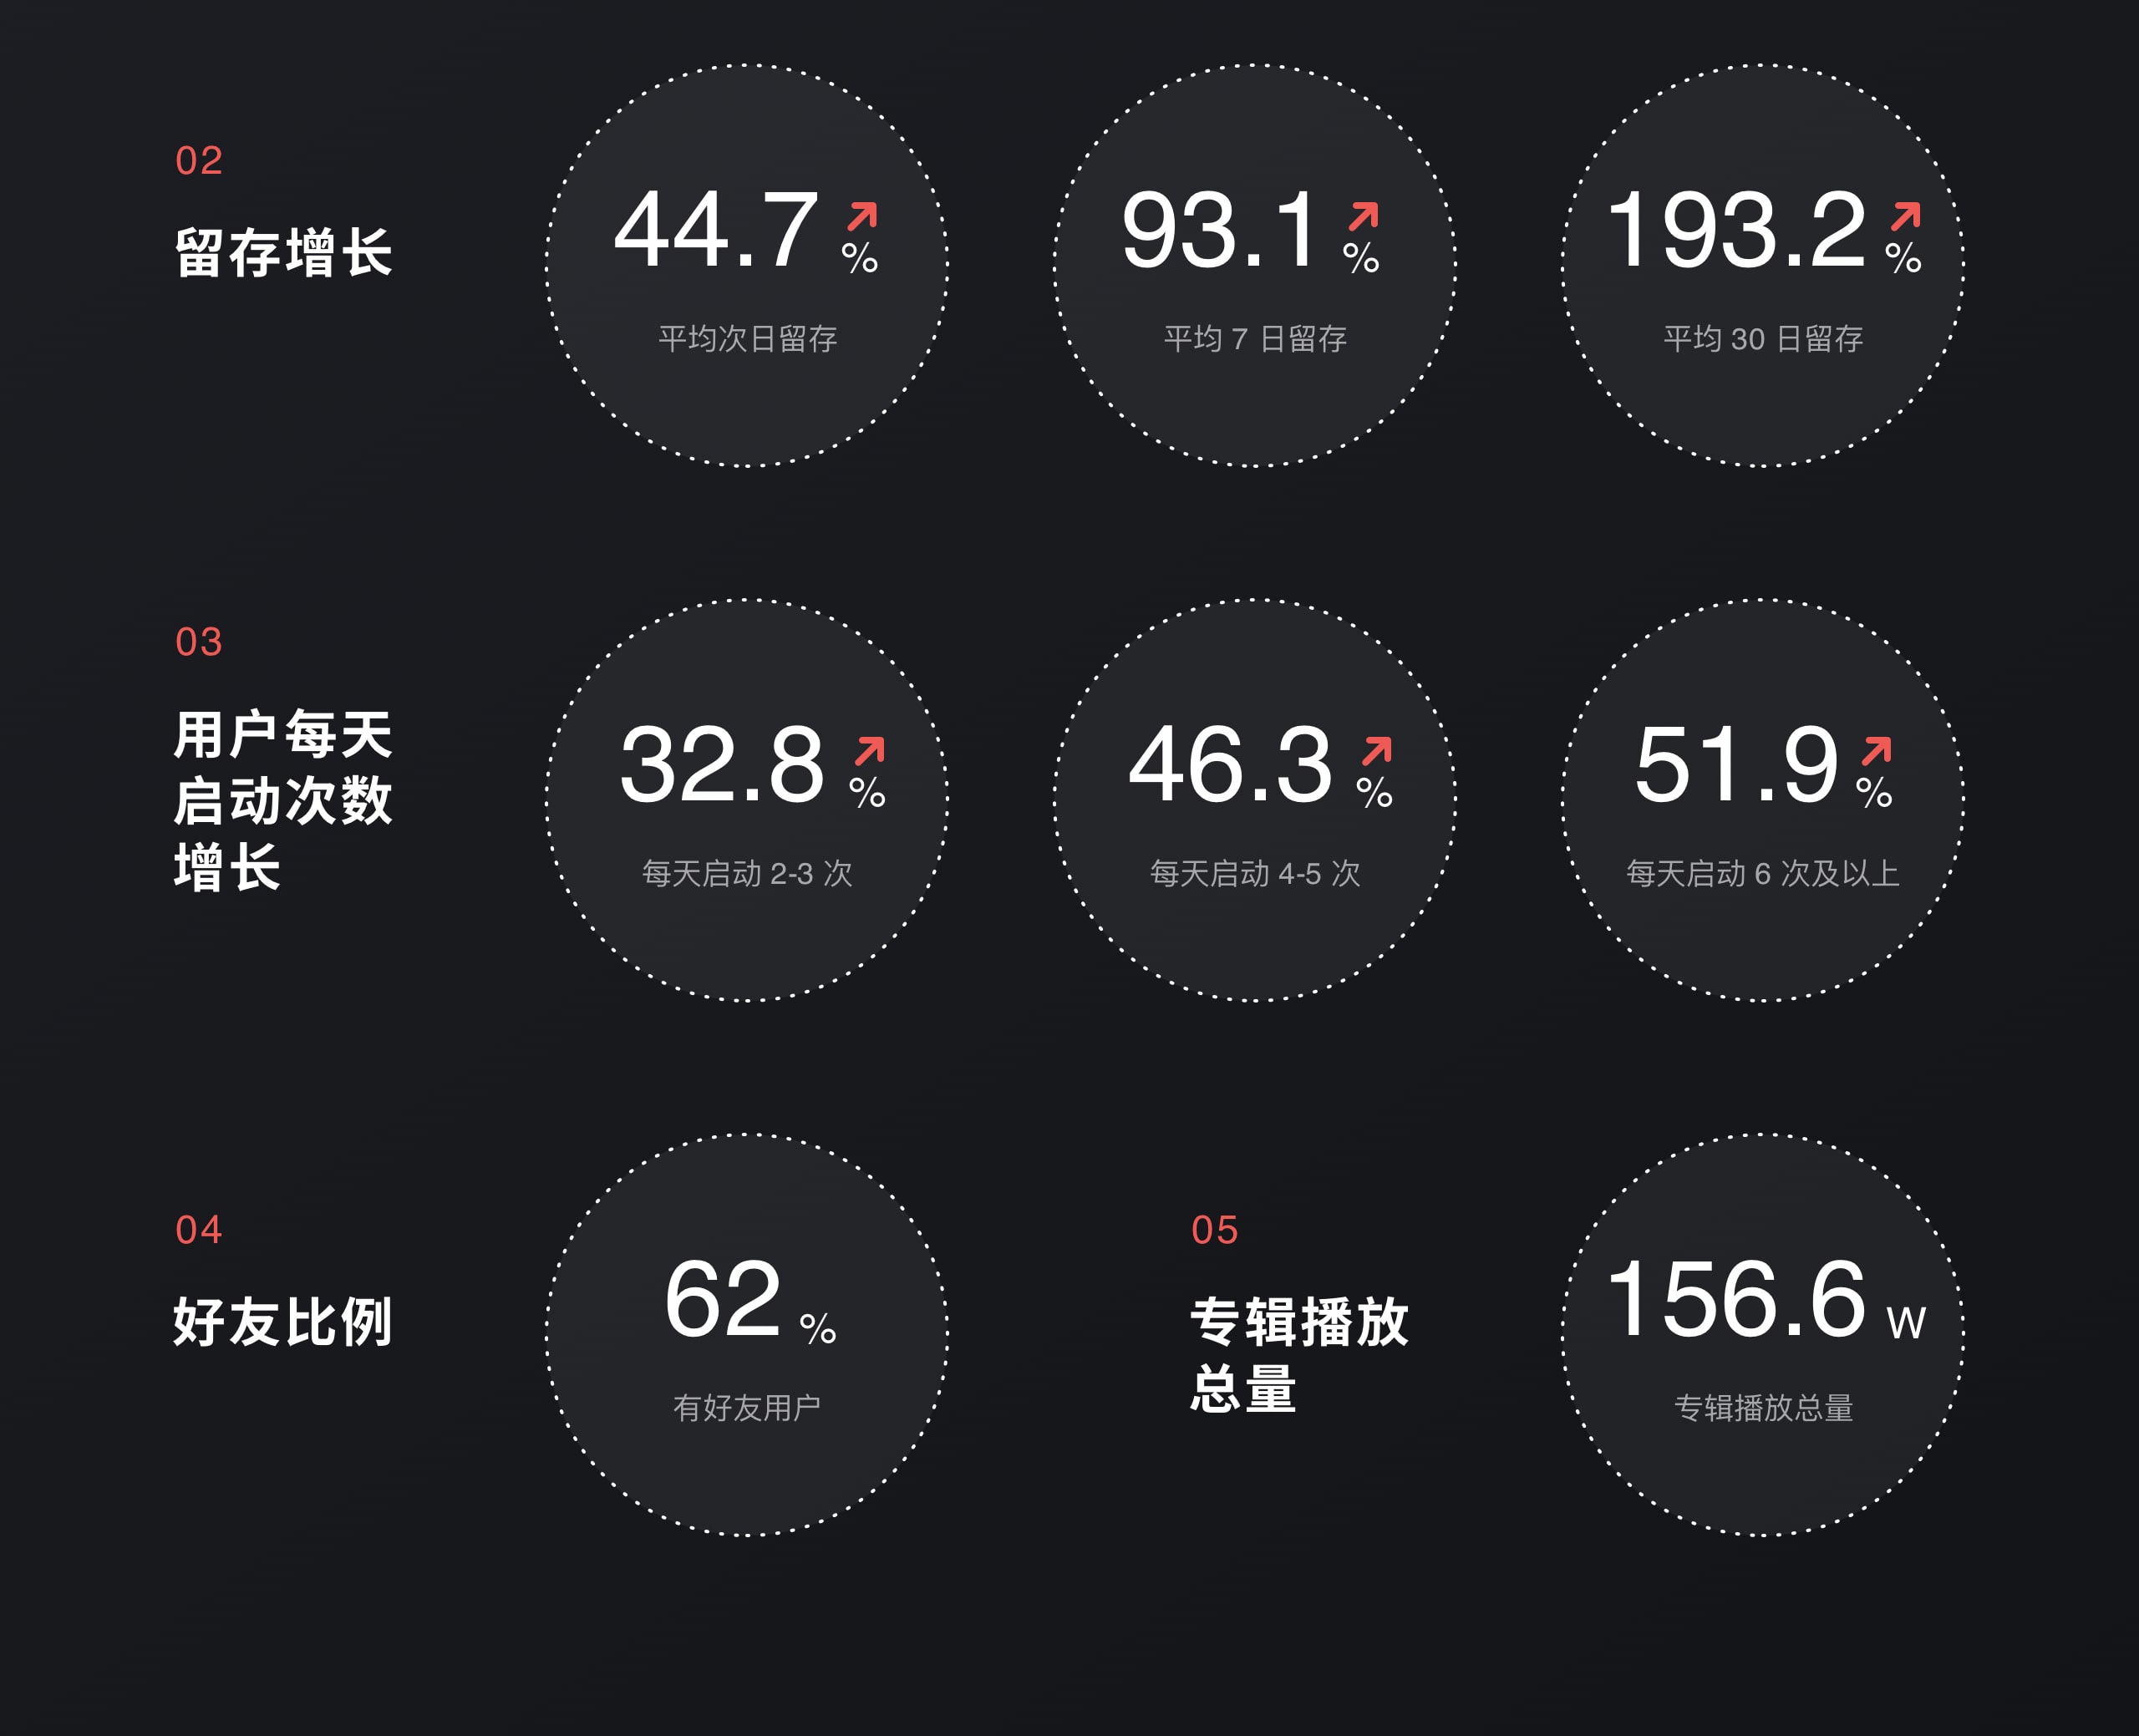 02
留存增长
44.7%
平均次日留存
93.1%
平均 7 日留存
193.2%
平均 30 日留存
03
用户每天
启动次数
增长
32.8%
每天启动 2-3 次
46.3%
每天启动 4-5 次
51.9%
每天启动 6 次及以上
04
好友比例
62 %
有好友用户
05
专辑播放
总量
156.6 W
专辑播放总量